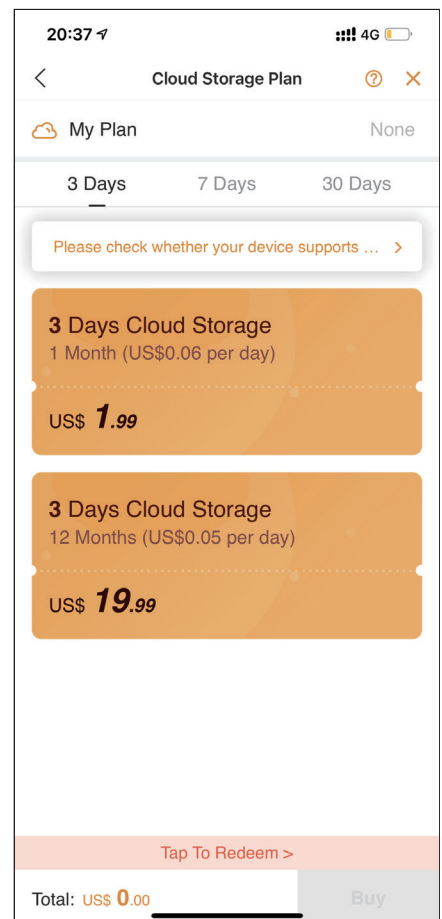 20:37 4G
Cloud Storage Plan ?
My Plan None
3 Days 7 Days 30 Days
Please check whether your device supports ... >
3 Days Cloud Storage
1 Month (US$0.06 per day)
US$ 1.99
3 Days Cloud Storage
12 Months (US$0.05 per day)
US$ 19.99
Tap To Redeem >
Total: US$ 0.00 Buy